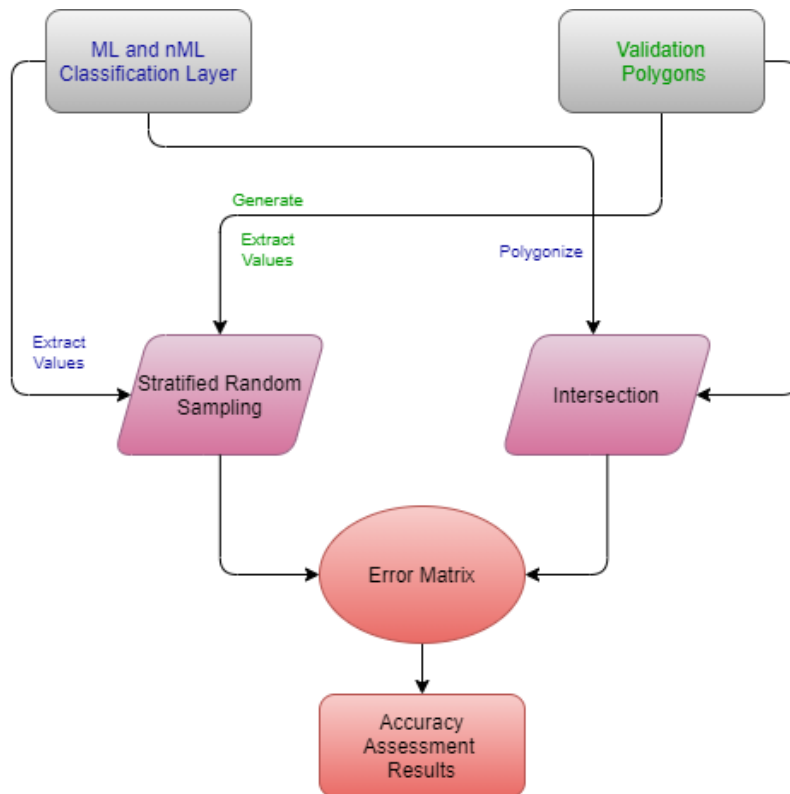 ML and nML
Classification Layer
Validation
Polygons
Generate
Extract
Values
Polygonize
Extract
Values
Stratified Random
Sampling
Intersection
Error Matrix
Accuracy
Assessment
Results